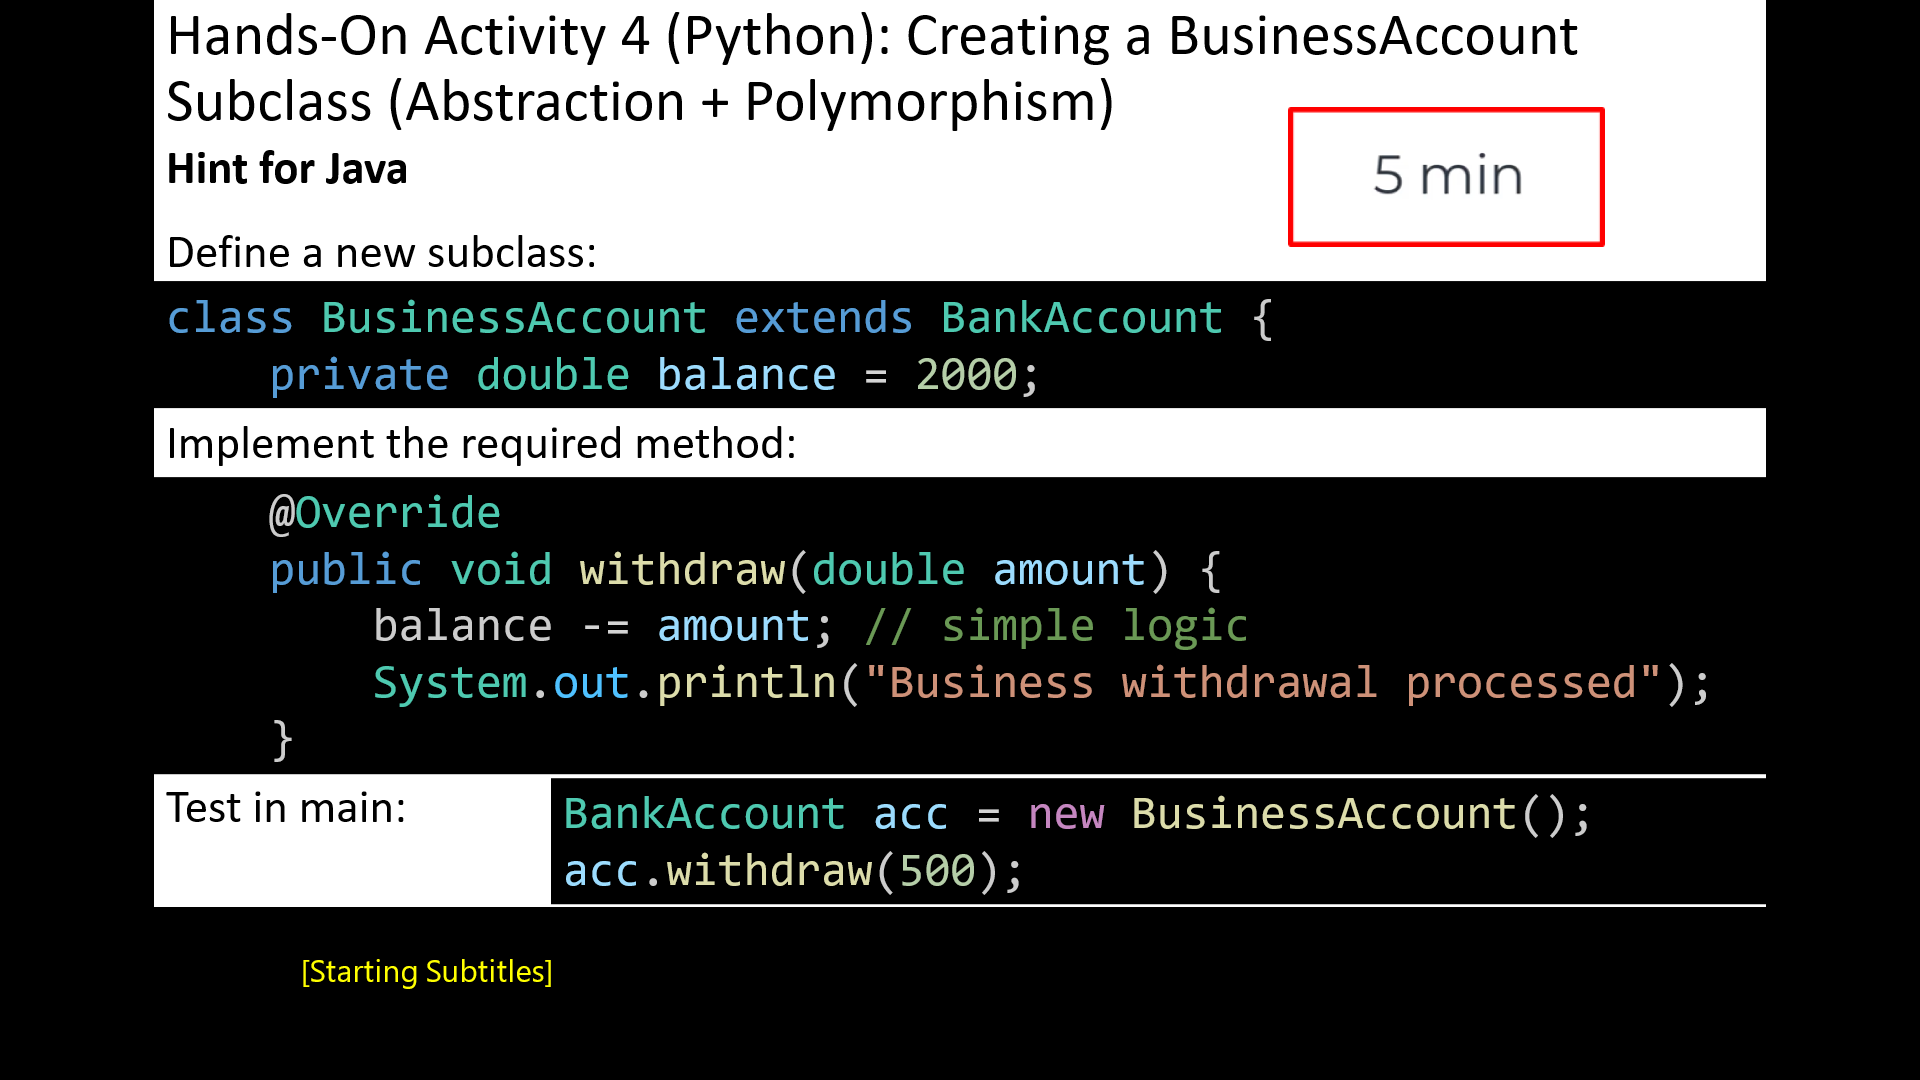 Hands-On Activity 4 (Python): Creating a BusinessAccount
Subclass (Abstraction + Polymorphism)
Hint for Java
5 min
Define a new subclass:
class BusinessAccount extends BankAccount {
    private double balance = 2000;
Implement the required method:
    @Override
    public void withdraw(double amount) {
        balance -= amount; // simple logic
        System.out.println("Business withdrawal processed");
    }
Test in main:
BankAccount acc = new BusinessAccount();
acc.withdraw(500);
[Starting Subtitles]